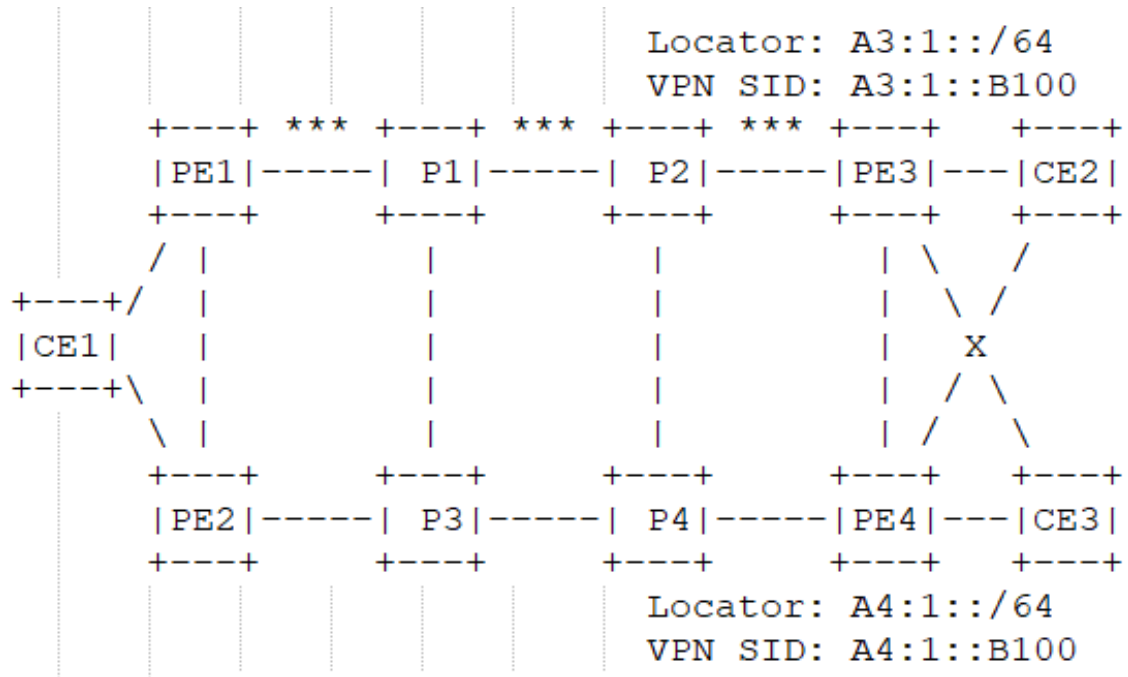 Locator: A3:1::/64
VPN SID: A3:1::B100
+---+ *** +---+ *** +---+ *** +---+ +---+
|PE1|-----| P1|-----| P2|-----|PE3|---|CE2|
+---+ +---+ +---+ +---+ +---+
/ | | | | \ /
+---+/ | | | | \ /
|CE1| | | | | X
+---+\ | | | | / \
\ | | | | / \
+---+ +---+ +---+ +---+ +---+
|PE2|-----| P3|-----| P4|-----|PE4|---|CE3|
+---+ +---+ +---+ +---+ +---+
Locator: A4:1::/64
VPN SID: A4:1::B100